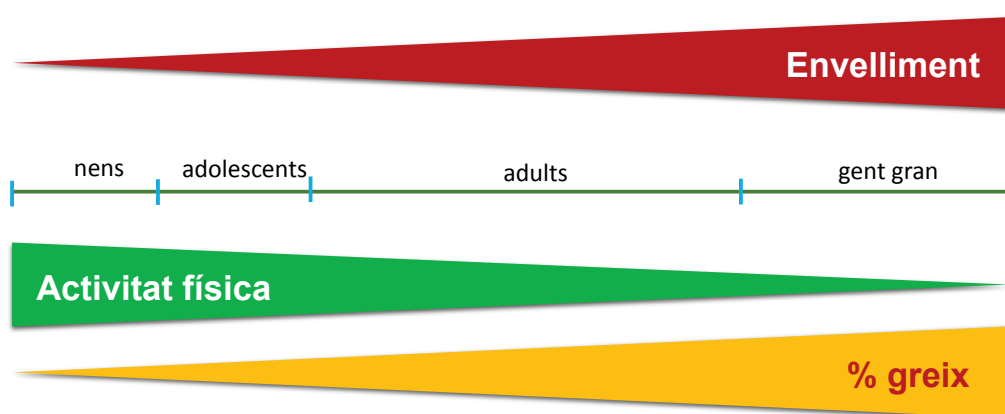 Envelliment
nens adolescents adults gent gran
Activitat física
% greix